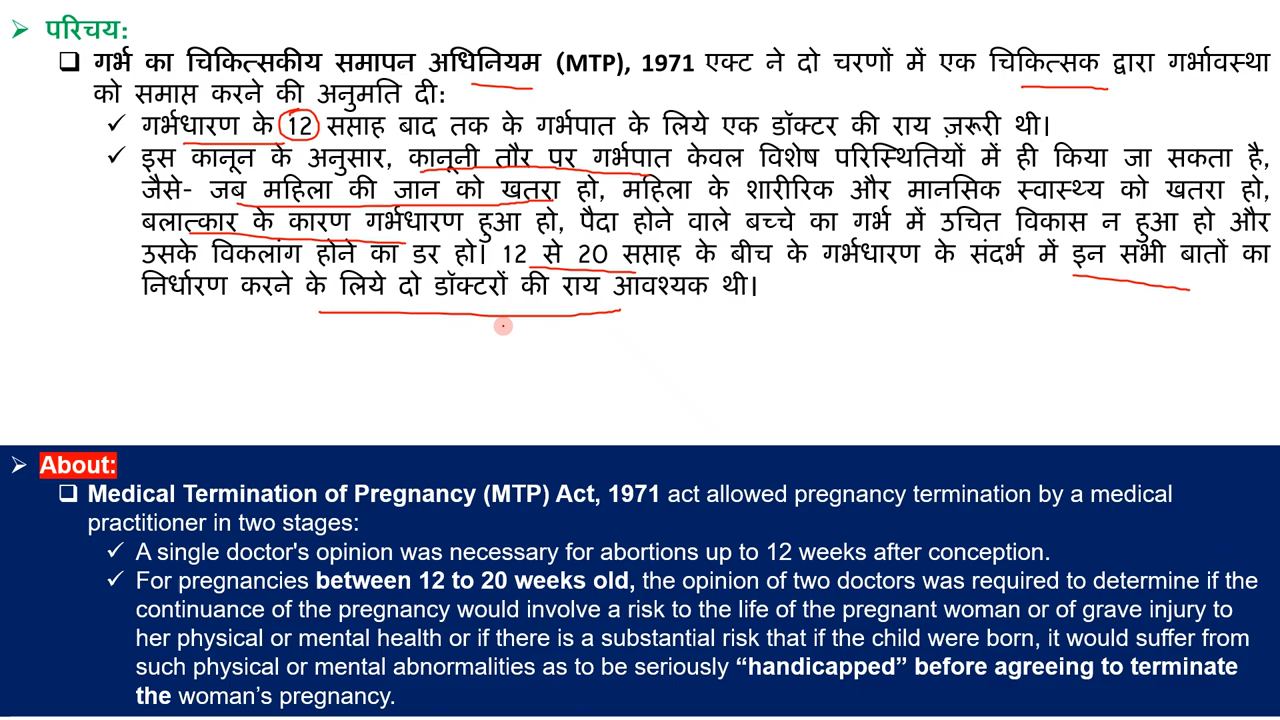 ➢ परिचय:
❑ गर्भ का चिकित्सकीय समापन अधिनियम (MTP), 1971 एक्ट ने दो चरणों में एक चिकित्सक द्वारा गर्भावस्था
को समाप्त करने की अनुमति दी:
✓ गर्भधारण के 12 सप्ताह बाद तक के गर्भपात के लिये एक डॉक्टर की राय ज़रूरी थी।
✓ इस कानून के अनुसार, कानूनी तौर पर गर्भपात केवल विशेष परिस्थितियों में ही किया जा सकता है,
जैसे- जब महिला की जान को खतरा हो, महिला के शारीरिक और मानसिक स्वास्थ्य को खतरा हो,
बलात्कार के कारण गर्भधारण हुआ हो, पैदा होने वाले बच्चे का गर्भ में उचित विकास न हुआ हो और
उसके विकलांग होने का डर हो। 12 से 20 सप्ताह के बीच के गर्भधारण के संदर्भ में इन सभी बातों का
निर्धारण करने के लिये दो डॉक्टरों की राय आवश्यक थी।
➢ About:
❑ Medical Termination of Pregnancy (MTP) Act, 1971 act allowed pregnancy termination by a medical
practitioner in two stages:
✓ A single doctor's opinion was necessary for abortions up to 12 weeks after conception.
✓ For pregnancies between 12 to 20 weeks old, the opinion of two doctors was required to determine if the
continuance of the pregnancy would involve a risk to the life of the pregnant woman or of grave injury to
her physical or mental health or if there is a substantial risk that if the child were born, it would suffer from
such physical or mental abnormalities as to be seriously “handicapped” before agreeing to terminate
the woman’s pregnancy.